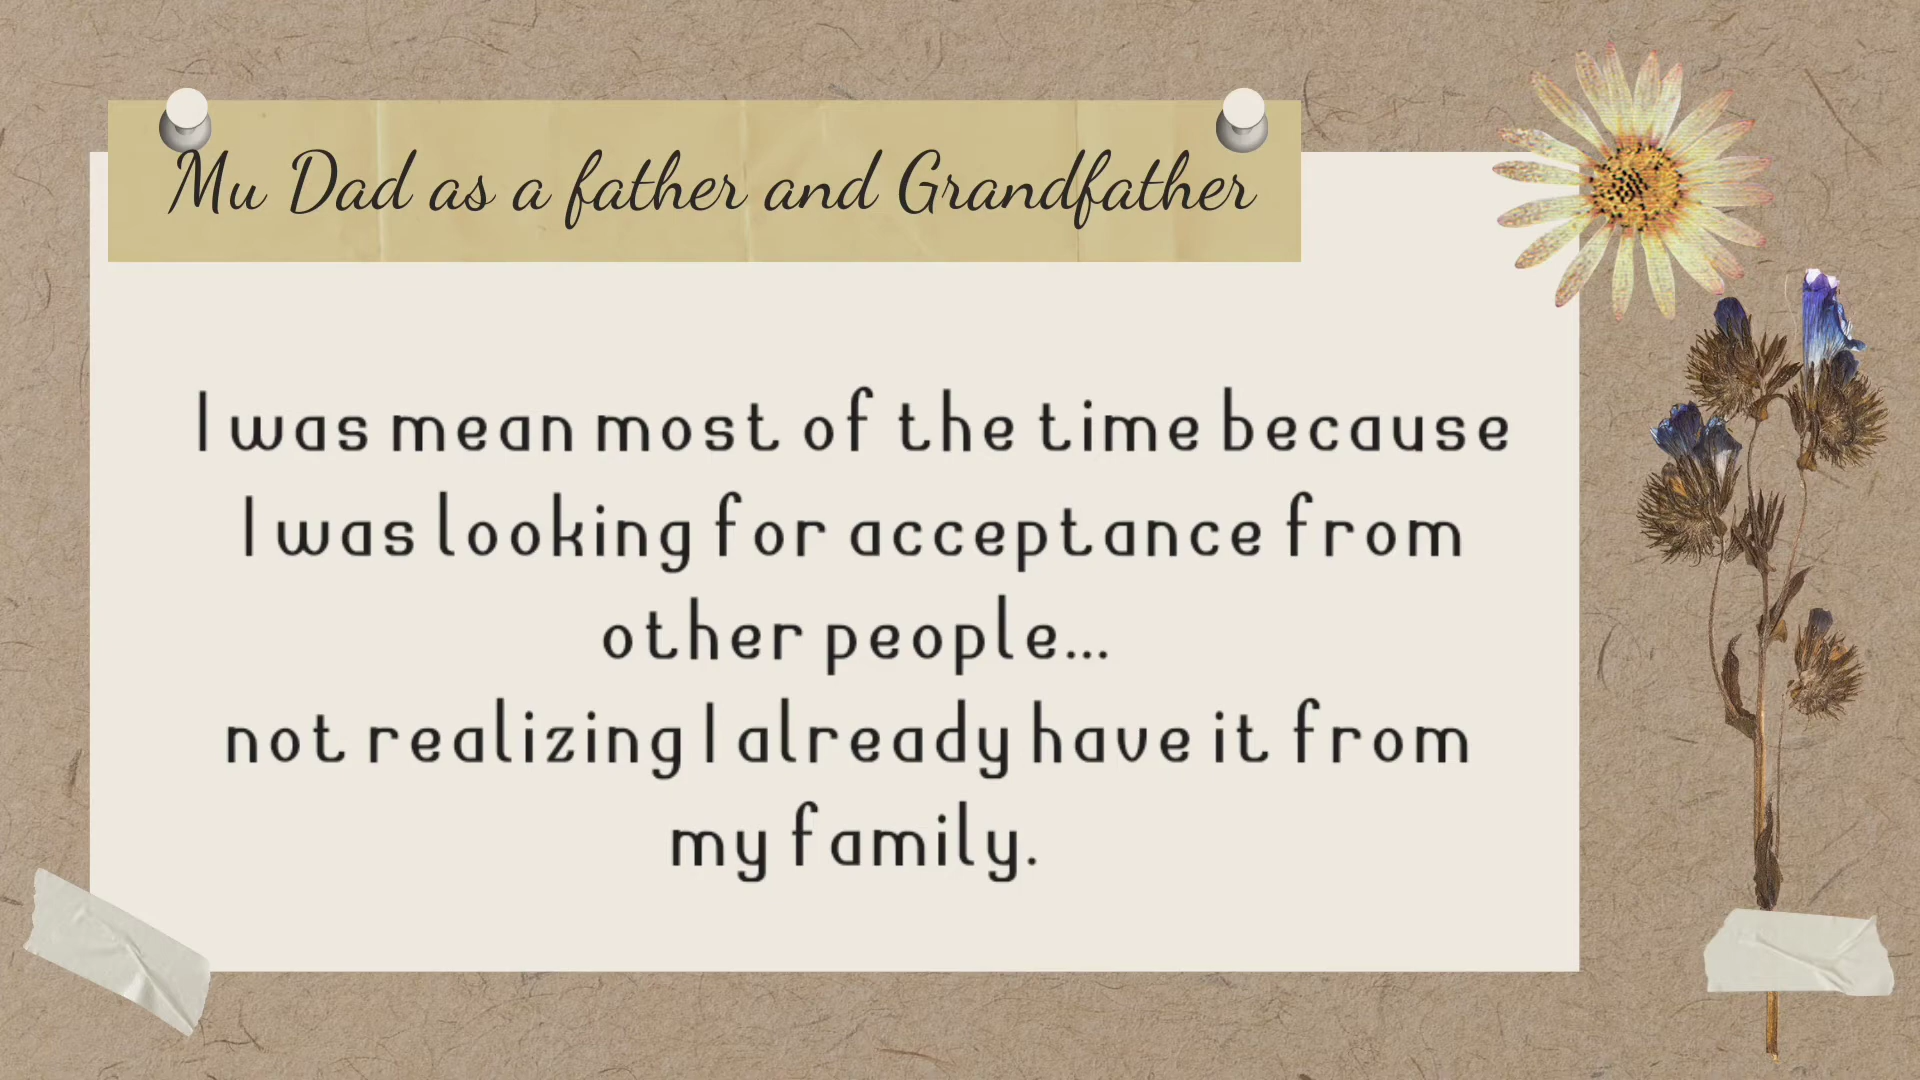 Mu Dad as a father and Grandfather
I was mean most of the time because
I was looking for acceptance from
other people...
not realizing I already have it from
my family.